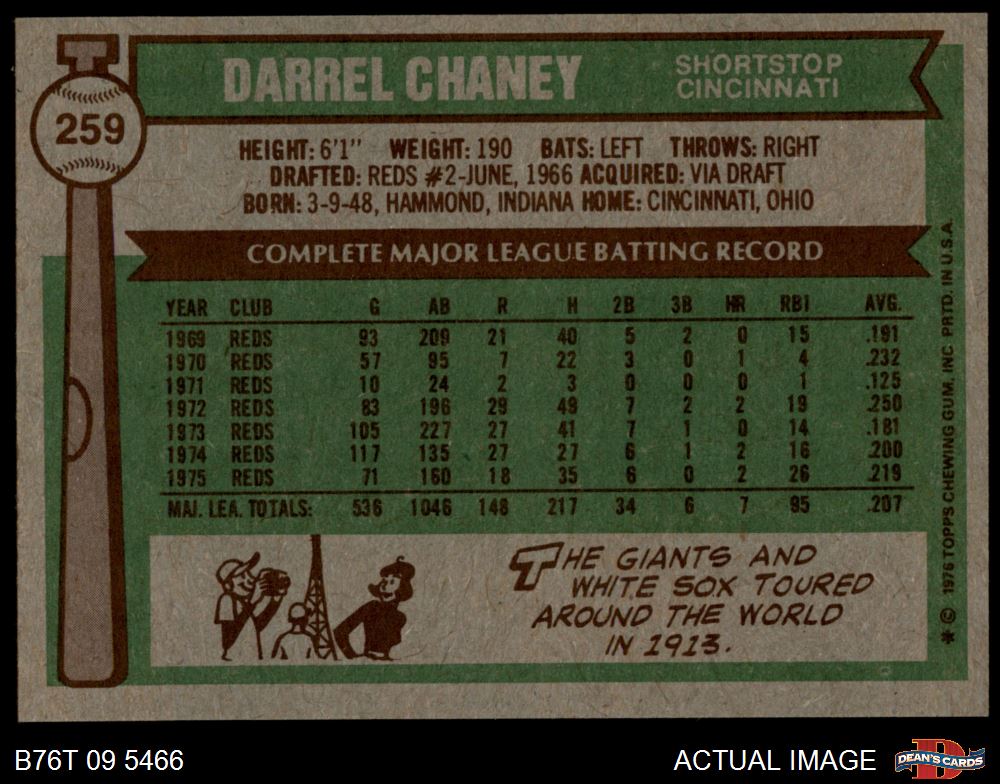 259
DARREL CHANEY
SHORTSTOP
CINCINNATI
HEIGHT: 6'1" WEIGHT: 190 BATS: LEFT THROWS: RIGHT
DRAFTED: REDS #2-JUNE, 1966 ACQUIRED: VIA DRAFT
BORN: 3-9-48, HAMMOND, INDIANA HOME: CINCINNATI, OHIO
COMPLETE MAJOR LEAGUE BATTING RECORD
YEAR CLUB G AB R H 2B 3B HR RBI AVG.
1969 REDS 93 209 21 40 5 2 0 15 .191
1970 REDS 57 95 7 22 3 0 1 4 .232
1971 REDS 10 24 2 3 0 0 0 1 .125
1972 REDS 83 196 29 49 7 2 2 19 .250
1973 REDS 105 227 27 41 7 1 0 14 .181
1974 REDS 117 135 27 27 6 1 2 16 .200
1975 REDS 71 160 18 35 6 0 2 26 .219
MAJ. LEA. TOTALS: 536 1046 148 217 34 6 7 95 .207
THE GIANTS AND
WHITE SOX TOURED
AROUND THE WORLD
IN 1913.
* © 1976 TOPPS CHEWING GUM, INC. PRTD. IN U.S.A.
B76T 09 5466
ACTUAL IMAGE
D
DEAN'S CARDS